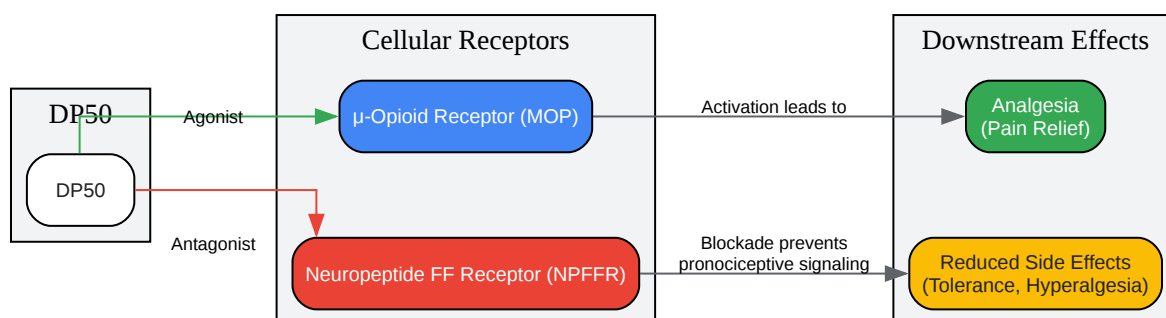 Cellular Receptors
Downstream Effects
DP50
Agonist
μ-Opioid Receptor (MOP)
Activation leads to
Analgesia
(Pain Relief)
DP50
Antagonist
Neuropeptide FF Receptor (NPFFR)
Blockade prevents
pronociceptive signaling
Reduced Side Effects
(Tolerance, Hyperalgesia)